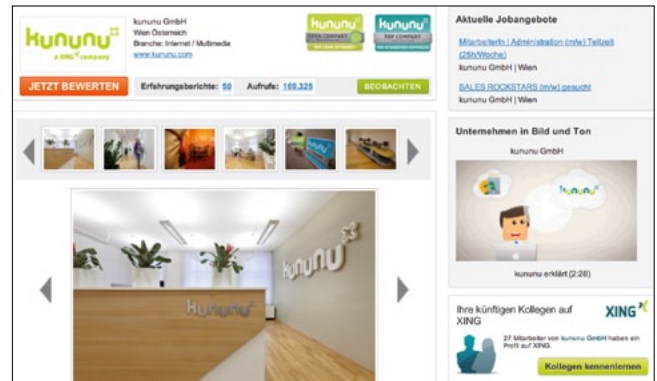 kununu
a XING company
kununu GmbH
Wien Österreich
Branche: Internet / Multimedia
www.kununu.com
kununu
OPEN COMPANY
kununu
TOP COMPANY
JETZT BEWERTEN
Erfahrungsberichte: 50
Aufrufe: 169.325
BEOBACHTEN
kununu
kununu
Aktuelle Jobangebote
MitarbeiterIn | Administration (m/w) Teilzeit
(25h/Woche)
kununu GmbH | Wien
SALES ROCKSTARS (m/w) gesucht
kununu GmbH | Wien
Unternehmen in Bild und Ton
kununu GmbH
kununu
kununu erklärt (2:28)
Ihre künftigen Kollegen auf
XING
XING
27 Mitarbeiter von kununu GmbH haben ein
Profil auf XING.
Kollegen kennenlernen